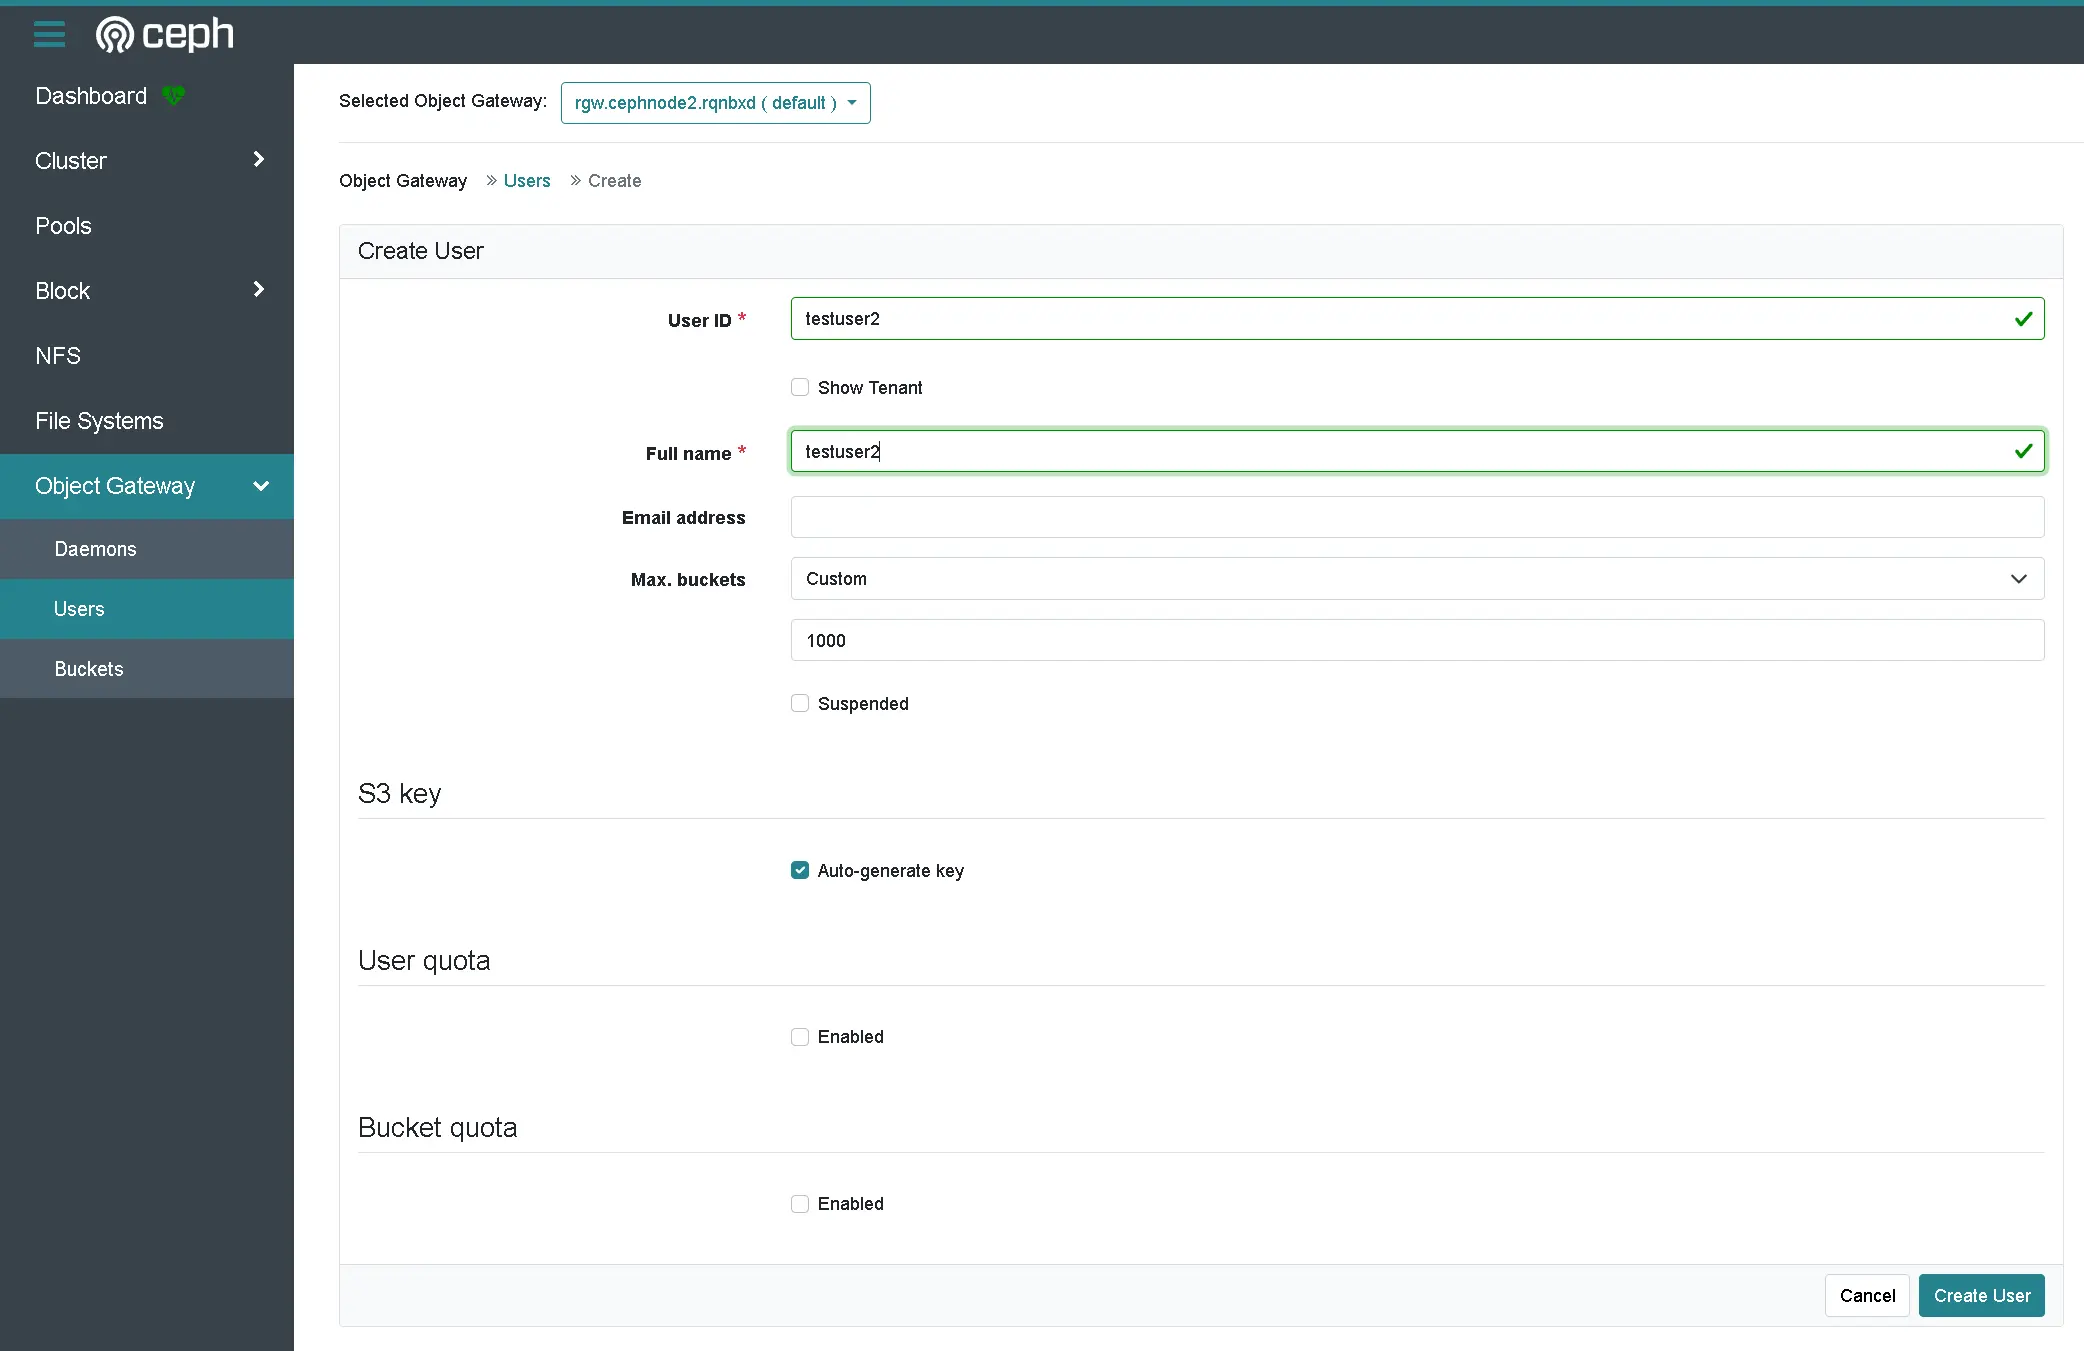 ceph
Dashboard
Cluster
Pools
Block
NFS
File Systems
Object Gateway
Daemons
Users
Buckets
Selected Object Gateway: rgw.cephnode2.rqnbxd ( default )
Object Gateway » Users » Create
Create User
User ID * testuser2
Show Tenant
Full name * testuser2
Email address
Max. buckets Custom
1000
Suspended
S3 key
Auto-generate key
User quota
Enabled
Bucket quota
Enabled
Cancel Create User